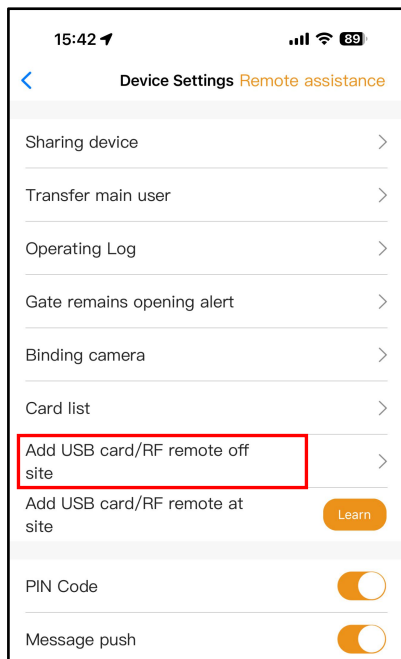 15:42
89
Device Settings Remote assistance
Sharing device
Transfer main user
Operating Log
Gate remains opening alert
Binding camera
Card list
Add USB card/RF remote off
site
Add USB card/RF remote at
site
Learn
PIN Code
Message push